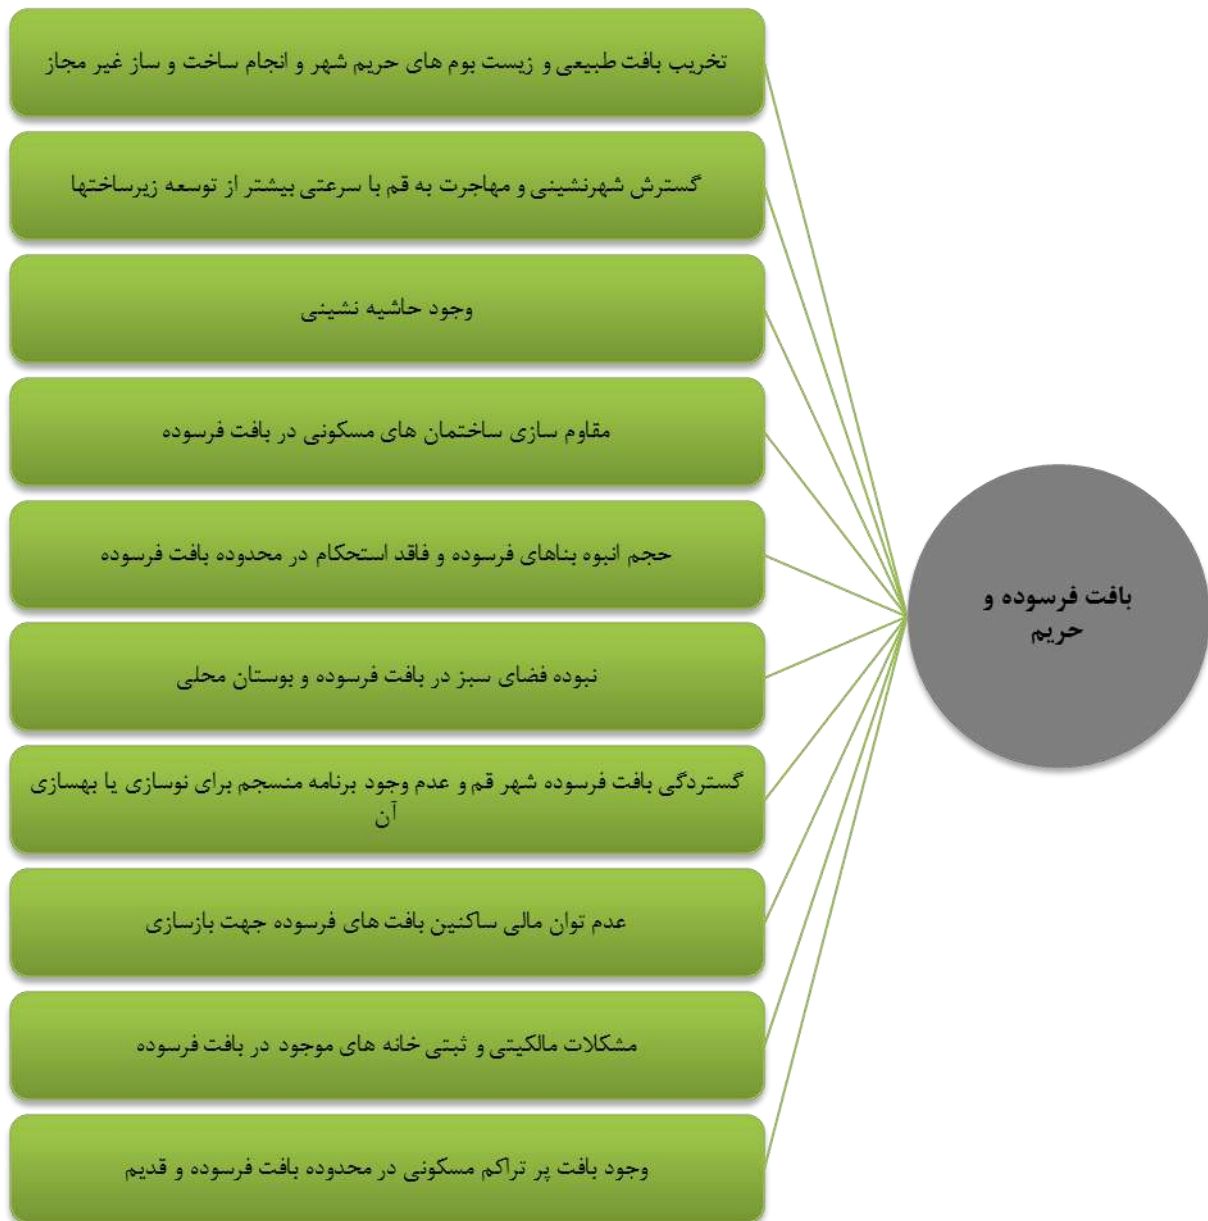 بافت فرسوده و
حریم
تخریب بافت طبیعی و زیست بوم های حریم شهر و انجام ساخت و ساز غیر مجاز
گسترش شهرنشینی و مهاجرت به قم با سرعتی بیشتر از توسعه زیرساختها
وجود حاشیه نشینی
مقاوم سازی ساختمان های مسکونی در بافت فرسوده
حجم انبوه بناهای فرسوده و فاقد استحکام در محدوده بافت فرسوده
نبوده فضای سبز در بافت فرسوده و بوستان محلی
گستردگی بافت فرسوده شهر قم و عدم وجود برنامه منسجم برای نوسازی یا بهسازی
آن
عدم توان مالی ساکنین بافت های فرسوده جهت بازسازی
مشکلات مالکیتی و ثبتی خانه های موجود در بافت فرسوده
وجود بافت پر تراکم مسکونی در محدوده بافت فرسوده و قدیم